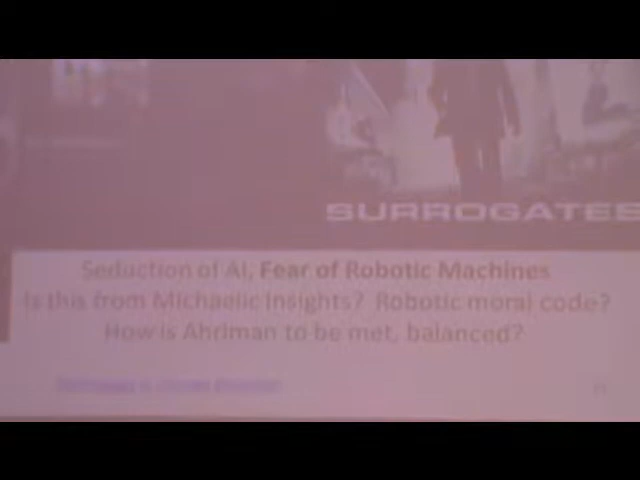 SURROGATES
Seduction of AI, Fear of Robotic Machines
Is this from Michaelic Insights? Robotic moral code?
How is Ahriman to be met, balanced?